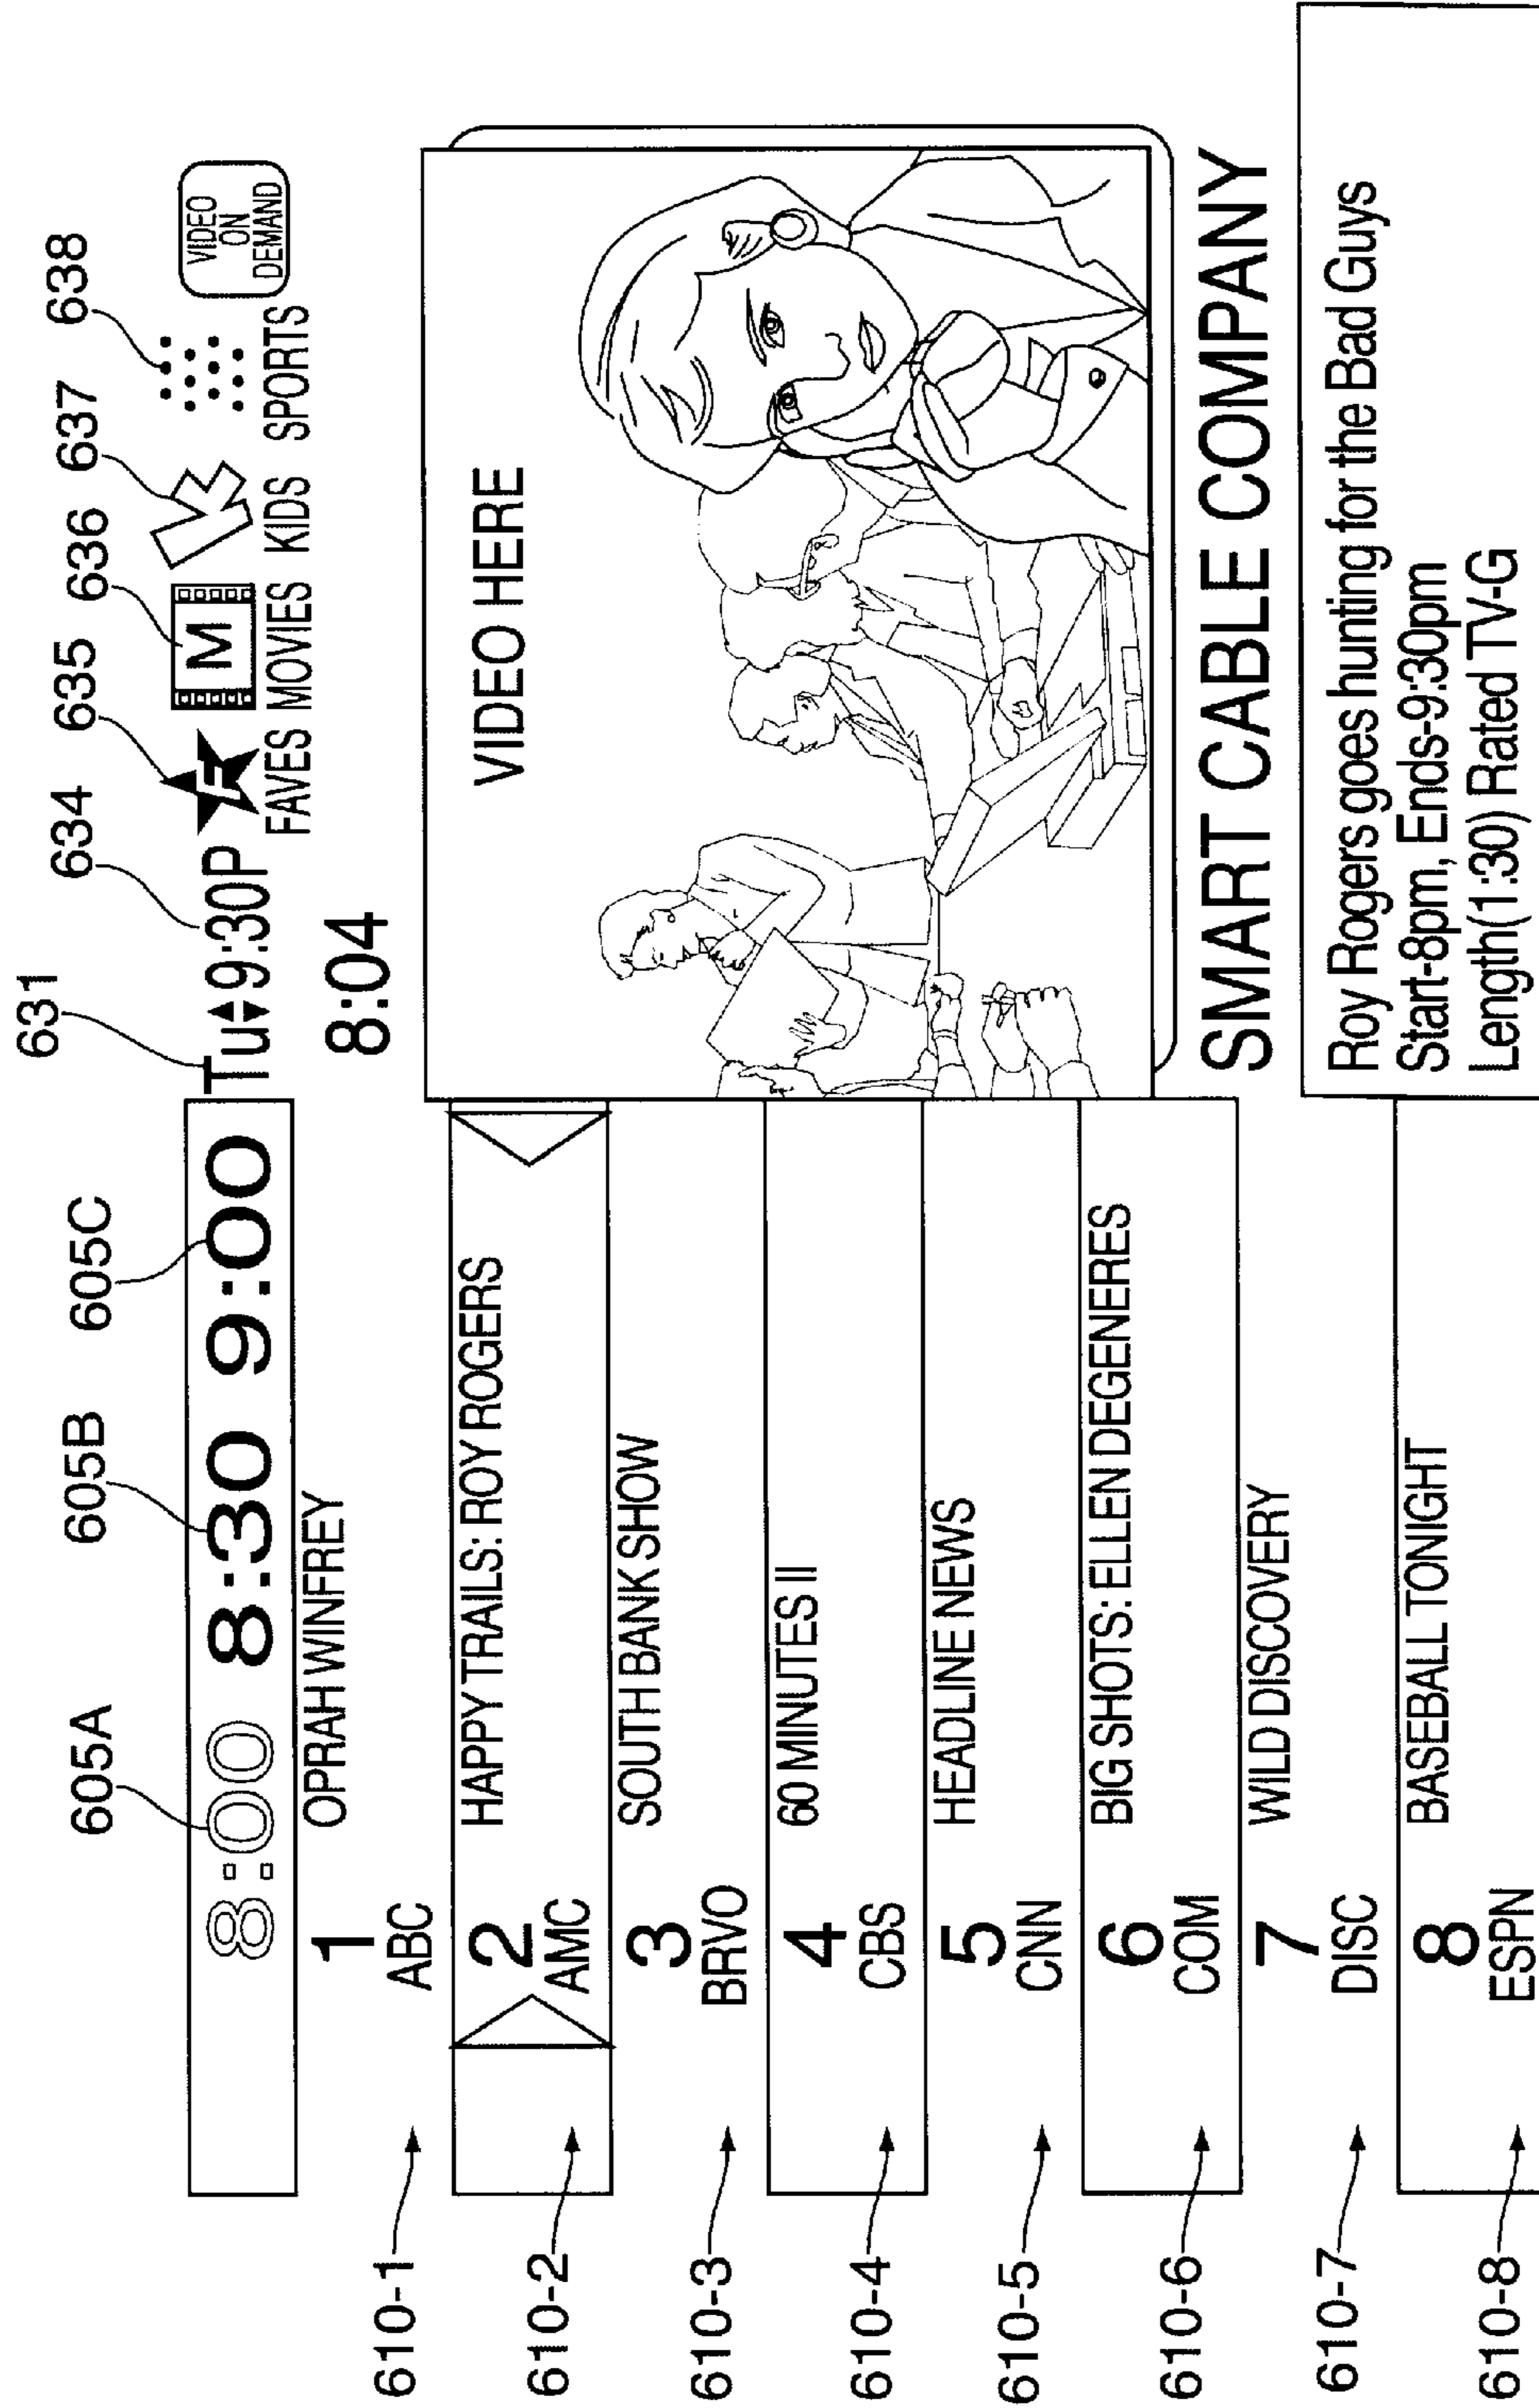 631 634 635 636 637 638
605A 605B 605C
8:00 8:30 9:00
Tu 9:30P
F
FAVES
M
MOVIES
KIDS
SPORTS
VIDEO
ON
DEMAND
8:04
610-1
1
ABC
OPRAH WINFREY
610-2
2
AMC
HAPPY TRAILS: ROY ROGERS
610-3
3
BRVO
SOUTH BANK SHOW
610-4
4
CBS
60 MINUTES II
610-5
5
CNN
HEADLINE NEWS
610-6
6
COM
BIG SHOTS: ELLEN DEGENERES
610-7
7
DISC
WILD DISCOVERY
610-8
8
ESPN
BASEBALL TONIGHT
VIDEO HERE
SMART CABLE COMPANY
Roy Rogers goes hunting for the Bad Guys
Start-8pm, Ends-9:30pm
Length(1:30) Rated TV-G